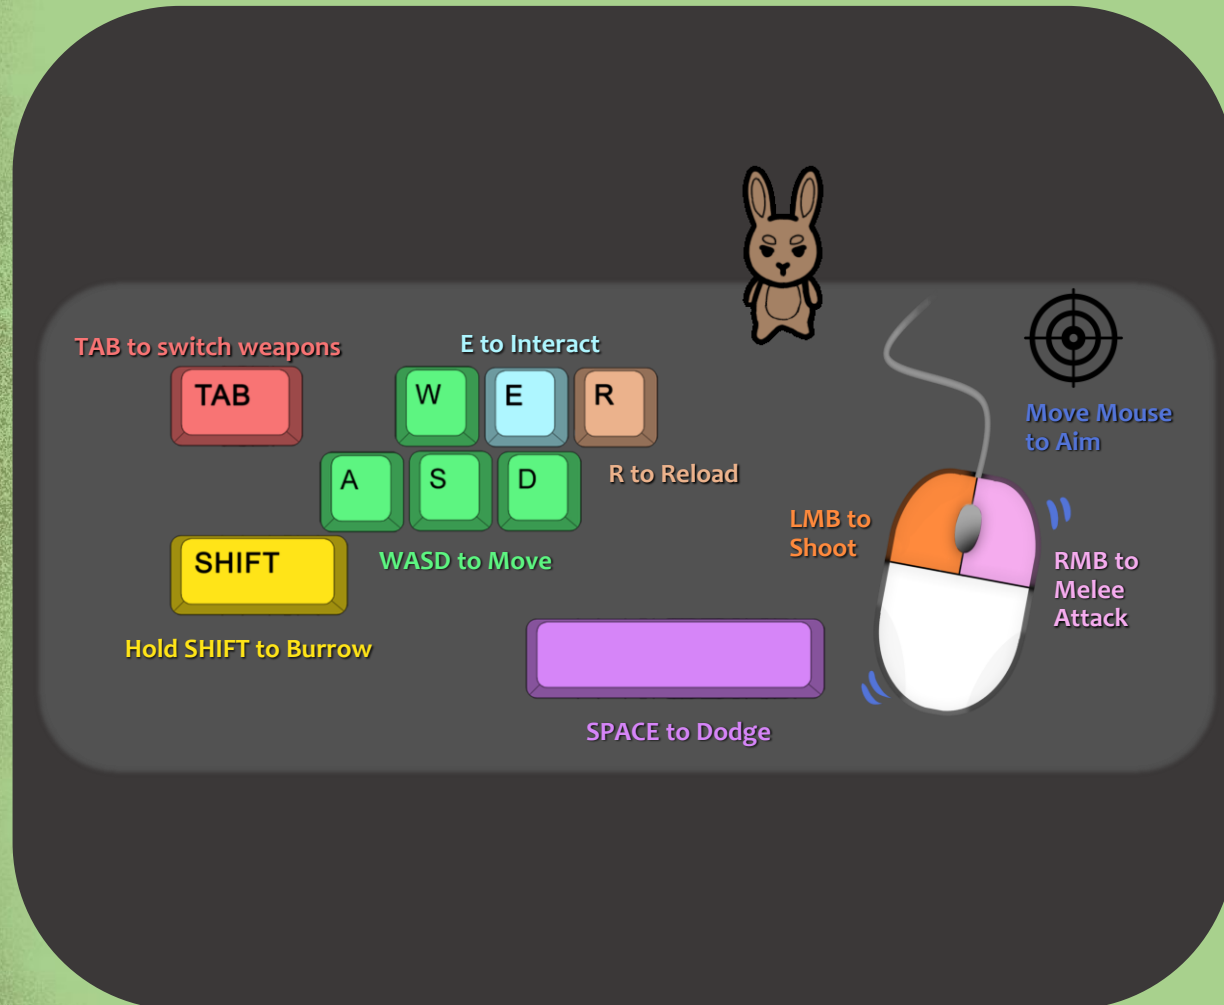 TAB to switch weapons
E to Interact
TAB
W
E
R
Move Mouse
to Aim
A
S
D
R to Reload
LMB to
Shoot
SHIFT
WASD to Move
RMB to
Melee
Attack
Hold SHIFT to Burrow
SPACE to Dodge